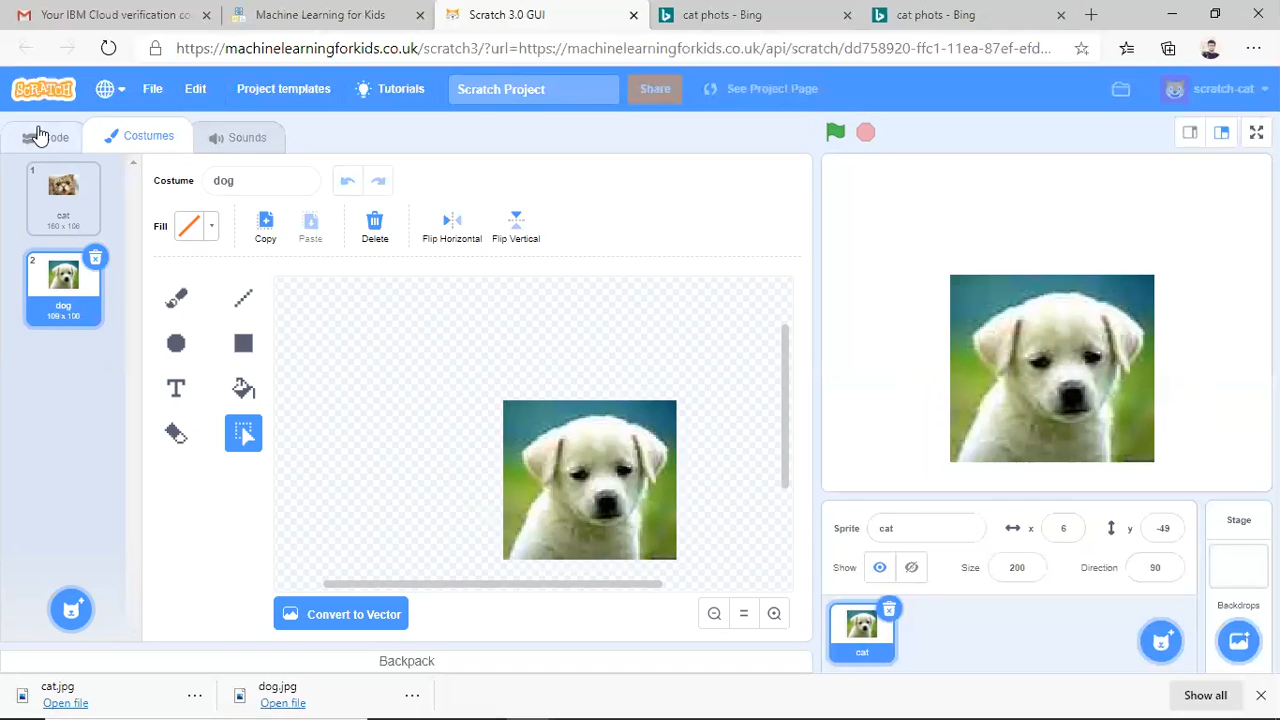 Your IBM Cloud verification co
Machine Learning for Kids
Scratch 3.0 GUI
cat phots - Bing
cat phots - Bing
https://machinelearningforkids.co.uk/scratch3/?url=https://machinelearningforkids.co.uk/api/scratch/dd758920-ffc1-11ea-87ef-efd...
SCRATCH
File
Edit
Project templates
Tutorials
Scratch Project
Share
See Project Page
scratch-cat
ode
Costumes
Sounds
1
cat
160 x 106
2
dog
109 x 100
Costume
dog
Fill
Copy
Paste
Delete
Flip Horizontal
Flip Vertical
T
Convert to Vector
Sprite
cat
x
6
y
-49
Show
Size
200
Direction
90
cat
Stage
Backdrops
Backpack
cat.jpg
Open file
dog.jpg
Open file
Show all